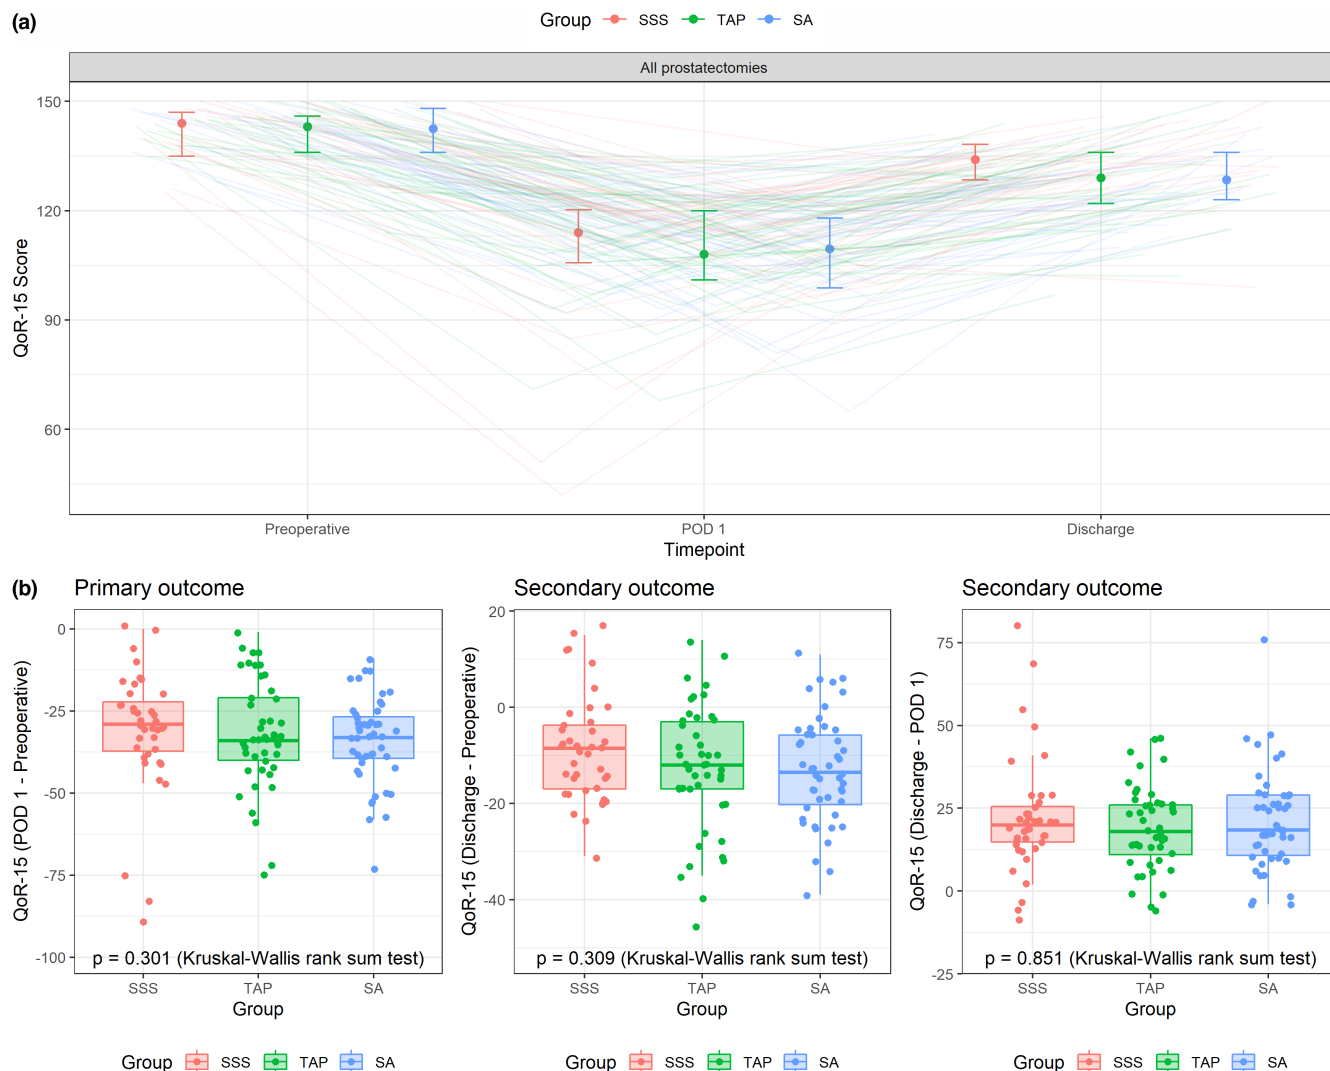 (a)
Group SSS TAP SA
All prostatectomies
150
120
90
60
QoR-15 Score
Preoperative POD 1 Discharge
Timepoint
(b)
Primary outcome
0
-25
-50
-75
-100
QoR-15 (POD 1 - Preoperative)
p = 0.301 (Kruskal-Wallis rank sum test)
SSS TAP SA
Group
Group SSS TAP SA
Secondary outcome
20
0
-20
-40
QoR-15 (Discharge - Preoperative)
p = 0.309 (Kruskal-Wallis rank sum test)
SSS TAP SA
Group
Group SSS TAP SA
Secondary outcome
75
50
25
0
-25
QoR-15 (Discharge - POD 1)
p = 0.851 (Kruskal-Wallis rank sum test)
SSS TAP SA
Group
Group SSS TAP SA